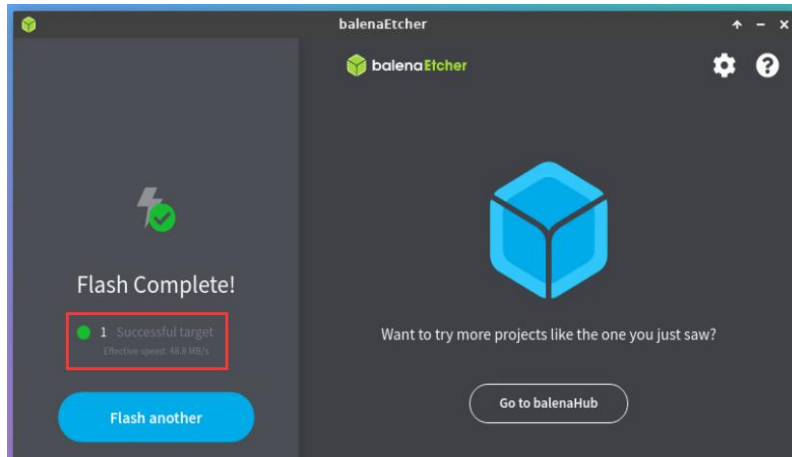 balenaEtcher
balenaEtcher
Flash Complete!
1 Successful target
Effective speed: 48.8 MB/s
Flash another
Want to try more projects like the one you just saw?
Go to balenaHub